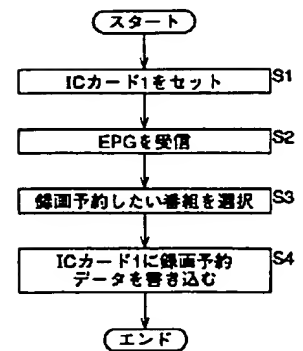 スタート
ICカード1をセット
S1
EPGを受信
S2
録画予約したい番組を選択
S3
ICカード1に録画予約
データを書き込む
S4
エンド